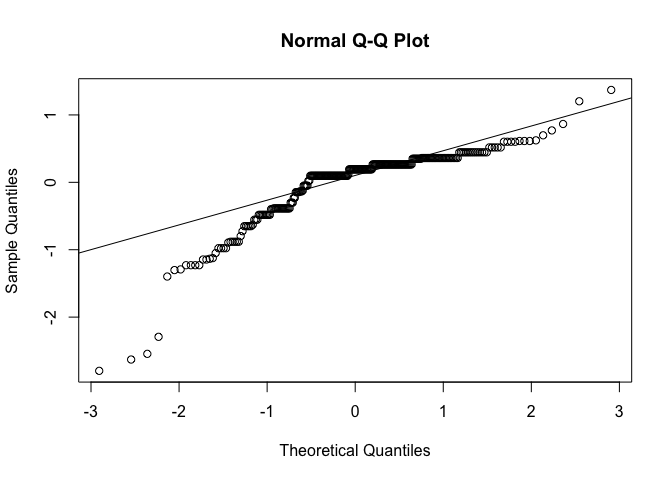 Normal Q-Q Plot
Sample Quantiles
1
0
-1
-2
-3 -2 -1 0 1 2 3
Theoretical Quantiles